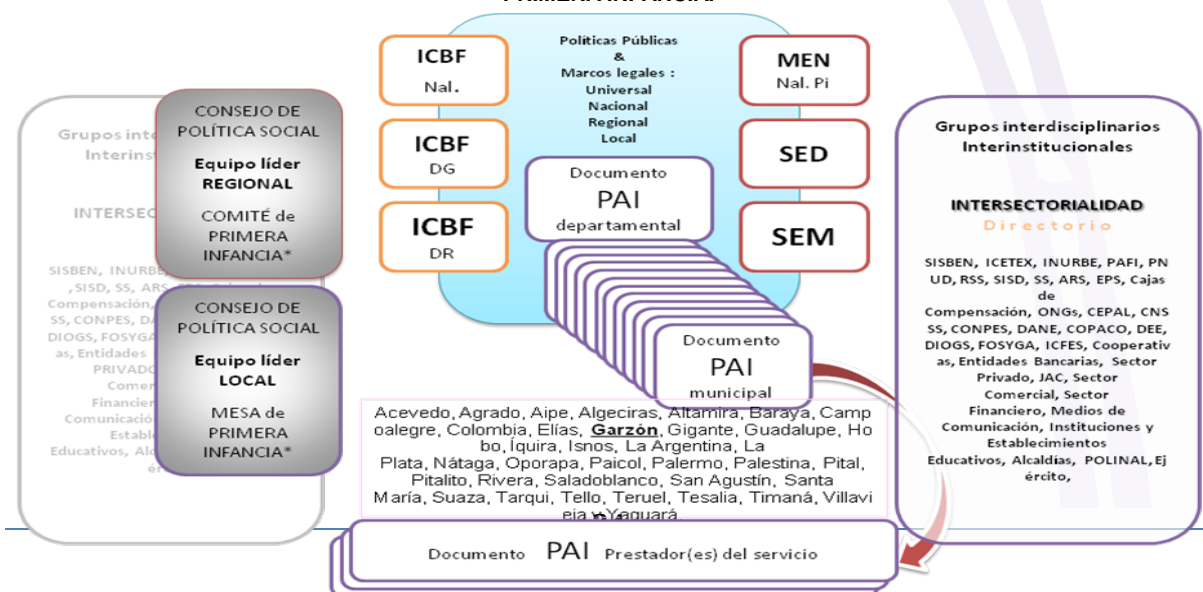 ICBF
Nal.
ICBF
DG
ICBF
DR
Políticas Públicas
&
Marcos legales :
Universal
Nacional
Regional
Local
MEN
Nal. Pi
SED
SEM
Documento
PAI
departamental
Documento
PAI
municipal
CONSEJO DE
POLÍTICA SOCIAL
Equipo líder
REGIONAL
COMITÉ de
PRIMERA
INFANCIA*
CONSEJO DE
POLÍTICA SOCIAL
Equipo líder
LOCAL
MESA de
PRIMERA
INFANCIA*
Grupos
INTERSEC
SISBEN, INURBE,
,SISD, SS, ARS,
Compensación,
SS, CONPES,
DIOGS, FOSYGA
as, Entidades
PRIVADO
Comer
Financier
Comunicació
Estable
Educativos,
Grupos interdisciplinarios
Interinstitucionales
INTERSECTORIALIDAD
Directorio
SISBEN, ICETEX, INURBE, PAFI, PN
UD, RSS, SISD, SS, ARS, EPS, Cajas
de
Compensación, ONGs, CEPAL, CNS
SS, CONPES, DANE, COPACO, DEE,
DIOGS, FOSYGA, ICFES, Cooperativ
as, Entidades Bancarias, Sector
Privado, JAC, Sector
Comercial, Sector
Financiero, Medios de
Comunicación, Instituciones y
Establecimientos
Educativos, Alcaldías, POLINAL, Ej
ército,
Acevedo, Agrado, Aipe, Algeciras, Altamira, Baraya, Camp
oalegre, Colombia, Elías, Garzón, Gigante, Guadalupe, Ho
bo, Íquira, Isnos, La Argentina, La
Plata, Nátaga, Oporapa, Paicol, Palermo, Palestina, Pital,
Pitalito, Rivera, Saladoblanco, San Agustín, Santa
María, Suaza, Tarqui, Tello, Teruel, Tesalia, Timaná, Villavi
eja y Yaguará.
Documento PAI Prestador(es) del servicio